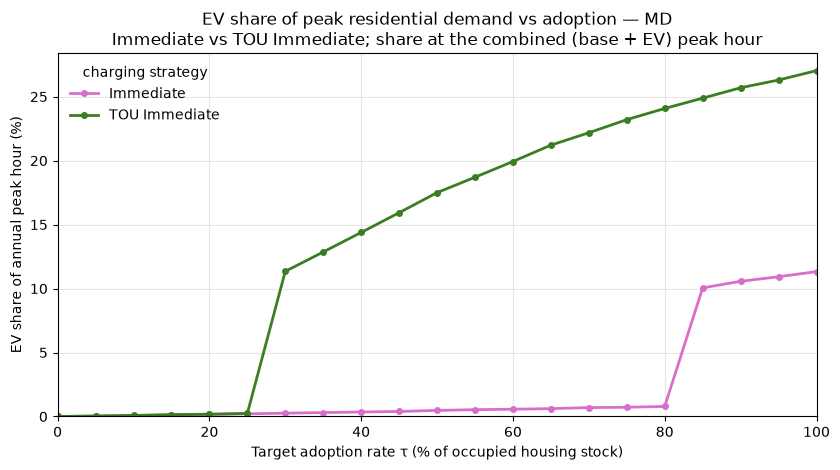 EV share of peak residential demand vs adoption — MD
Immediate vs TOU Immediate; share at the combined (base + EV) peak hour
charging strategy
Immediate
TOU Immediate
EV share of annual peak hour (%)
25
20
15
10
5
0
0 20 40 60 80 100
Target adoption rate τ (% of occupied housing stock)